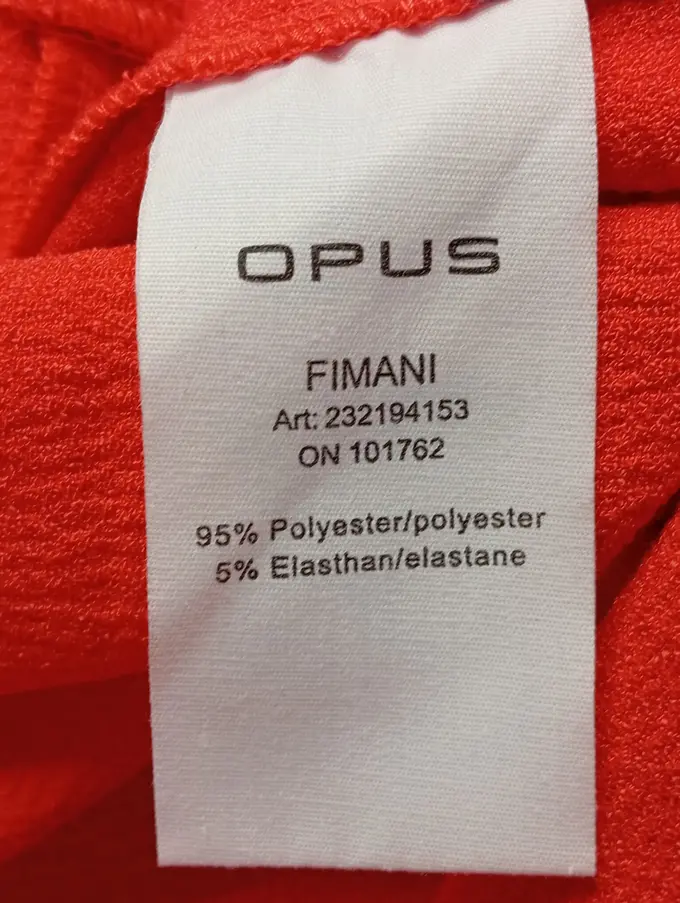 OPUS
FIMANI
Art: 232194153
ON 101762
95% Polyester/polyester
5% Elasthan/elastane